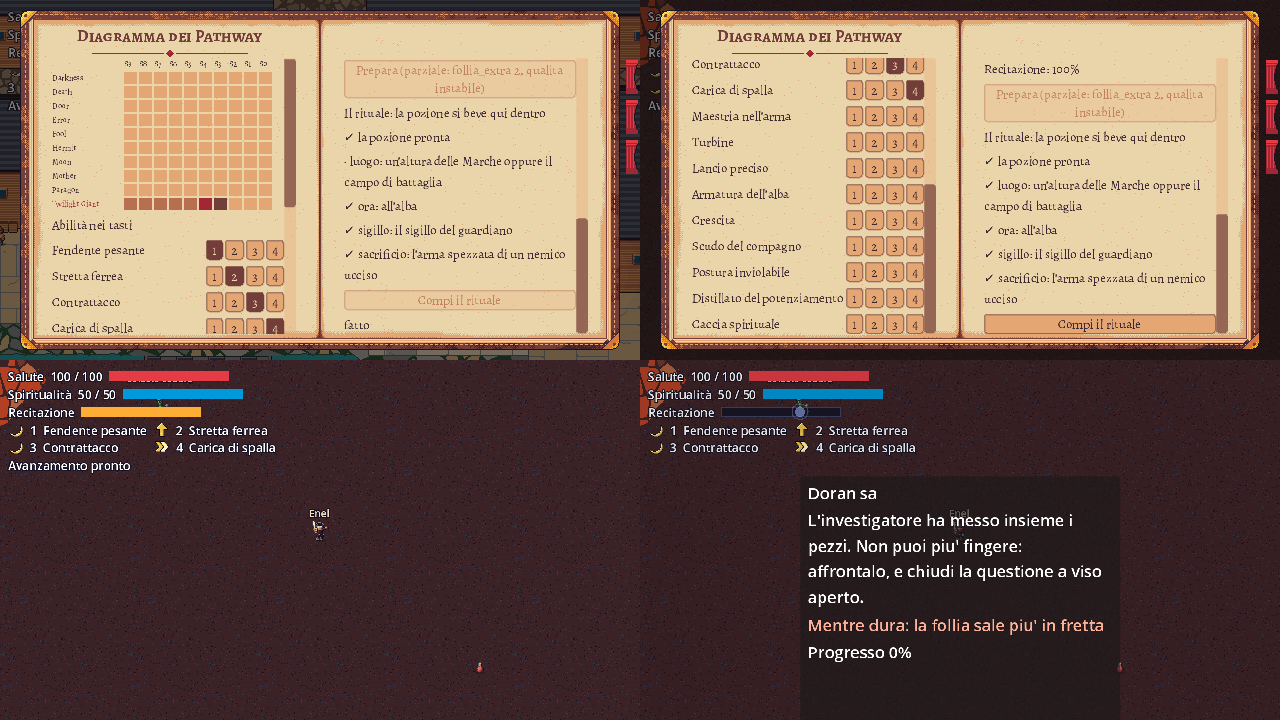 Diagramma dei Pathway
S9 S8 S7 S6 S5 S4 S3 S2 S1 S0
Darkness
Death
Door
Error
Fool
Hermit
Moon
Mother
Paragon
Twilight Giant
Abilità nei tasti
Fendente pesante 1 2 3 4
Stretta ferrea 1 2 3 4
Contrattacco 1 2 3 4
Carica di spalla 1 2 3 4
Prepara (parziale: follia_extra 2, qualita
instabile)
Il rituale: la pozione si beve qui dentro
✓ la pozione pronta
· luogo: un'altura delle Marche oppure il
campo di battaglia
✓ ora: all'alba
✓ sigillo: il sigillo del guardiano
✓ sacrificio: l'arma spezzata di un nemico
ucciso
Compi il rituale
fatto
Diagramma dei Pathway
Contrattacco 1 2 3 4
Carica di spalla 1 2 3 4
Maestria nell'arma 1 2 3 4
Turbine 1 2 3 4
Lancio preciso 1 2 3 4
Armatura dell'alba 1 2 3 4
Crescita 1 2 3 4
Scudo del compagno 1 2 3 4
Postura inviolabile 1 2 3 4
Distillato del potenziamento 1 2 3 4
Caccia spirituale 1 2 3 4
Recitazione: 100%
Prepara (parziale: follia_extra 2, qualita
instabile)
Il rituale: la pozione si beve qui dentro
✓ la pozione pronta
✓ luogo: un'altura delle Marche oppure il
campo di battaglia
✓ ora: all'alba
✓ sigillo: il sigillo del guardiano
✓ sacrificio: l'arma spezzata di un nemico
ucciso
Compi il rituale
Salute 100 / 100
Spiritualità 50 / 50
Recitazione
1 Fendente pesante 2 Stretta ferrea
3 Contrattacco 4 Carica di spalla
Avanzamento pronto
Enel
Salute 100 / 100
Spiritualità 50 / 50
Recitazione
1 Fendente pesante 2 Stretta ferrea
3 Contrattacco 4 Carica di spalla
Doran sa
Enel
L'investigatore ha messo insieme i
pezzi. Non puoi piu' fingere:
affrontalo, e chiudi la questione a viso
aperto.
Mentre dura: la follia sale piu' in fretta
Progresso 0%